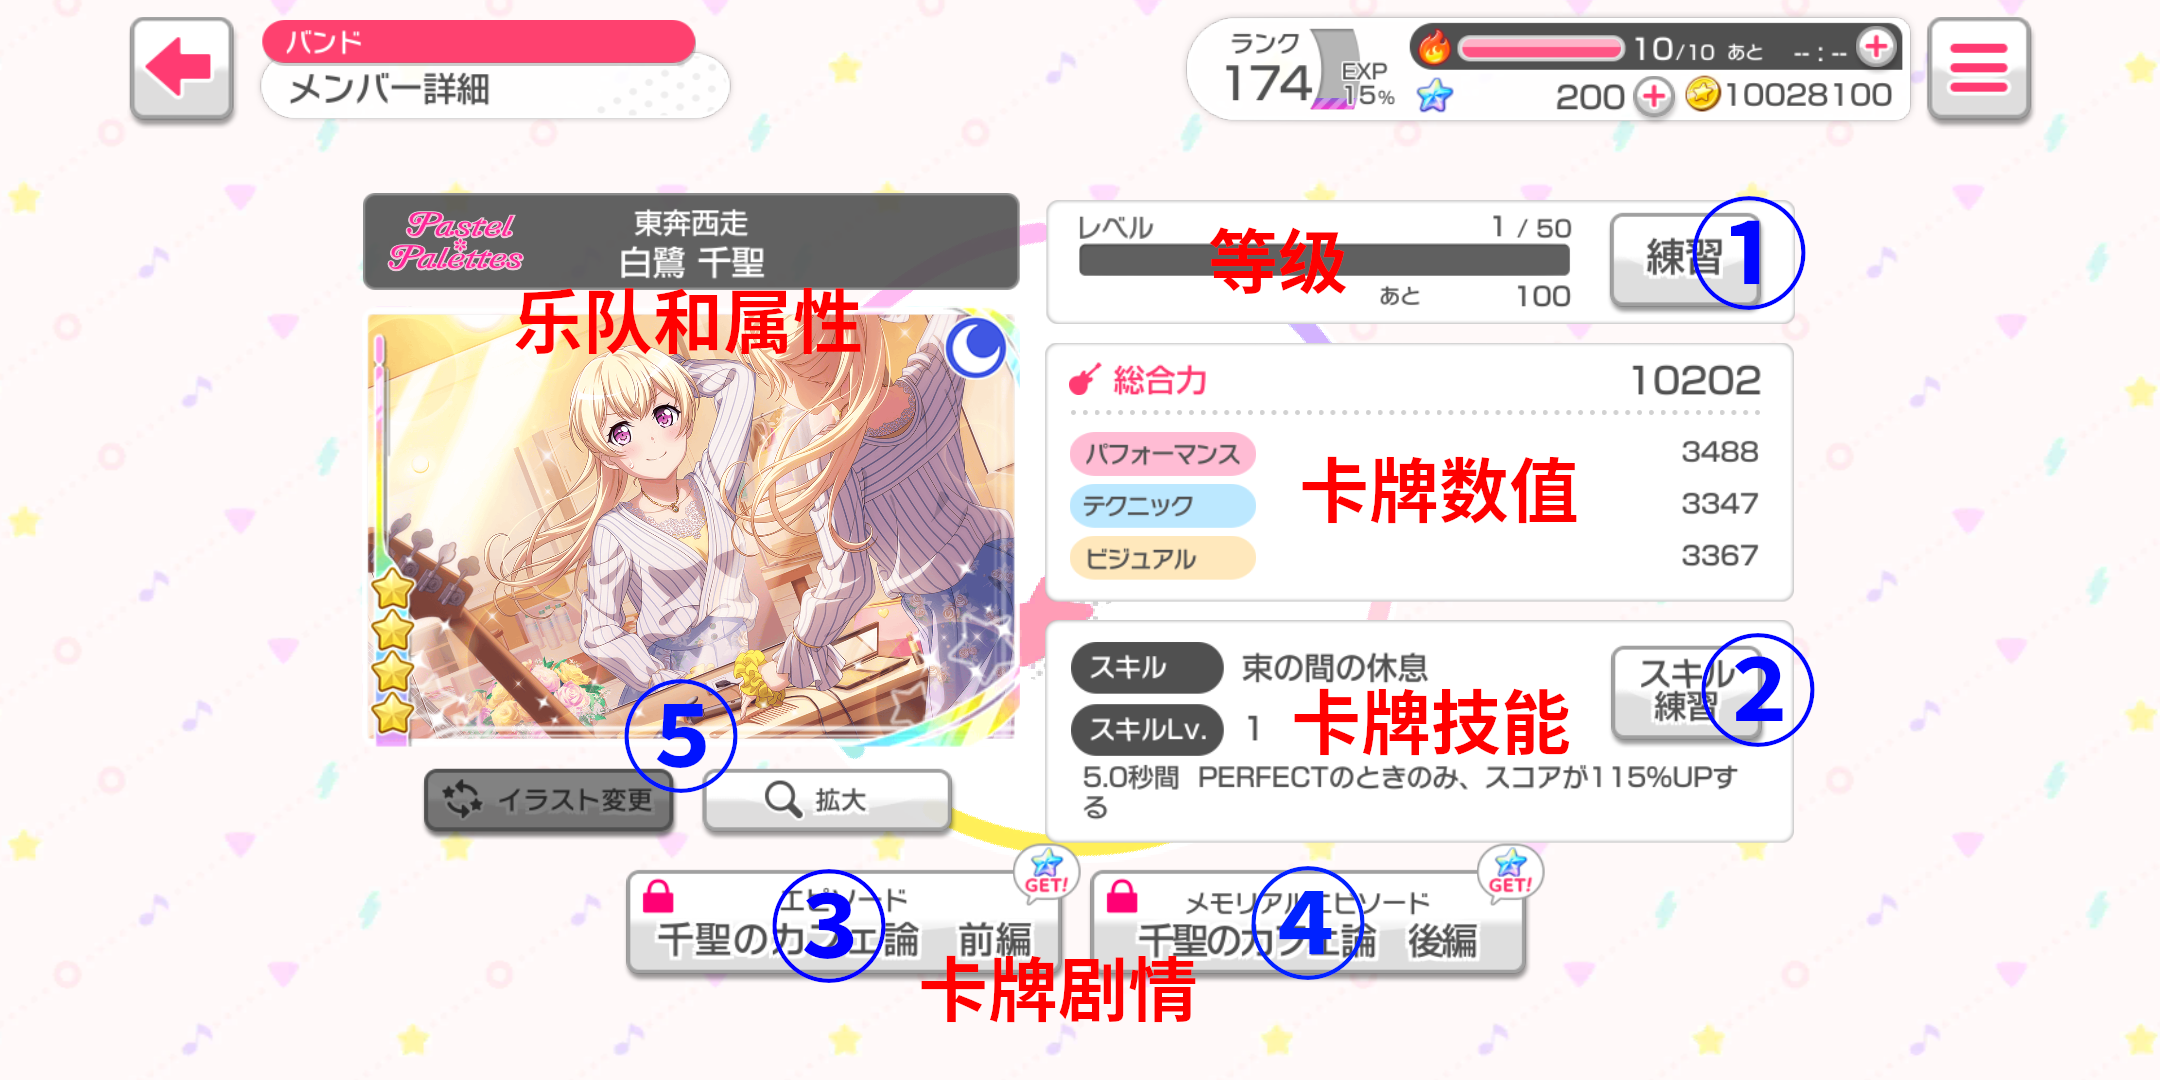 バンド
メンバー詳細
ランク
174
EXP
15%
10/10 あと --:--
200
10028100
Pastel
Palettes
東奔西走
白鷺 千聖
乐队和属性
レベル
1 / 50
等级
あと 100
練習
1
総合力 10202
パフォーマンス 3488
テクニック 3347
ビジュアル 3367
卡牌数值
スキル 束の間の休息
スキルLv. 1
卡牌技能
スキル
練習
2
5.0秒間 PERFECTのときのみ、スコアが115%UPす
る
5
イラスト変更
拡大
GET!
エピソード
千聖のカフェ論 前編
3
GET!
メモリアルエピソード
千聖のカフェ論 後編
4
卡牌剧情